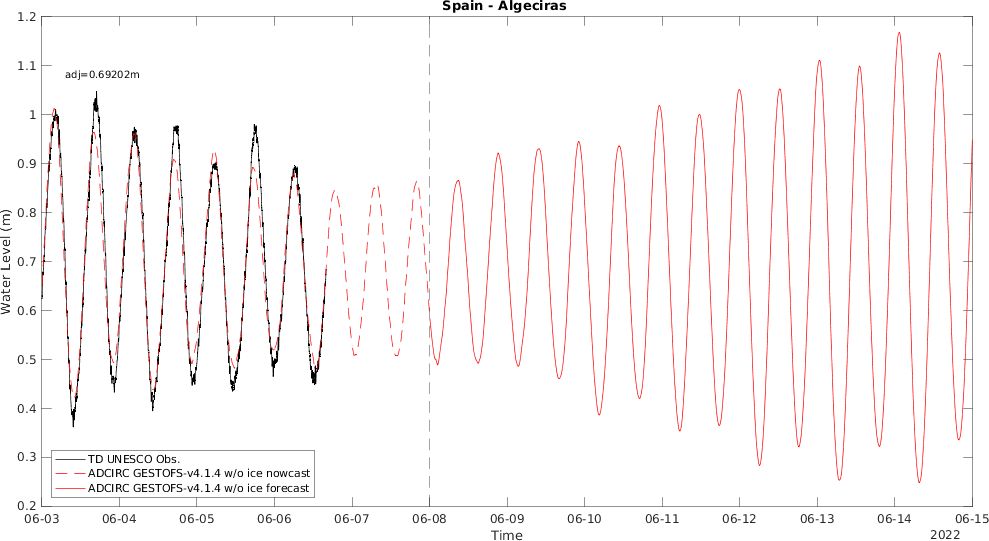 Spain - Algeciras
Water Level (m)
1.2
1.1
1
0.9
0.8
0.7
0.6
0.5
0.4
0.3
0.2
adj=0.69202m
TD UNESCO Obs.
ADCIRC GESTOFS-v4.1.4 w/o ice nowcast
ADCIRC GESTOFS-v4.1.4 w/o ice forecast
06-03 06-04 06-05 06-06 06-07 06-08 06-09 06-10 06-11 06-12 06-13 06-14 06-15
Time
2022